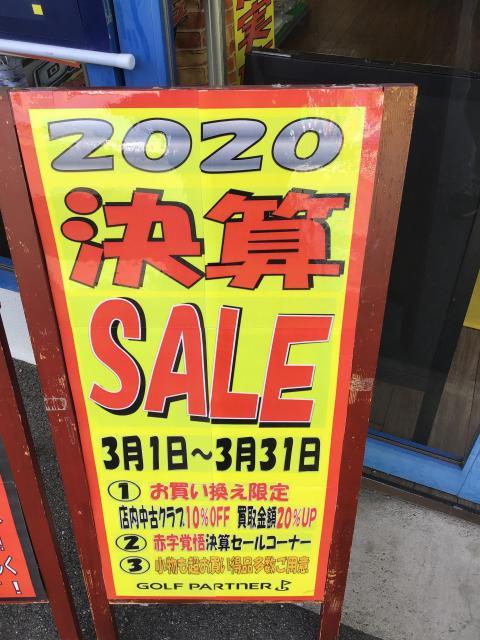 2020
決算
SALE
3月1日～3月31日
① お買い換え限定
店内中古クラブ10%OFF 買取金額20%UP
② 赤字覚悟決算セールコーナー
③ 小物も超お買い得品多数ご用意
GOLF PARTNER